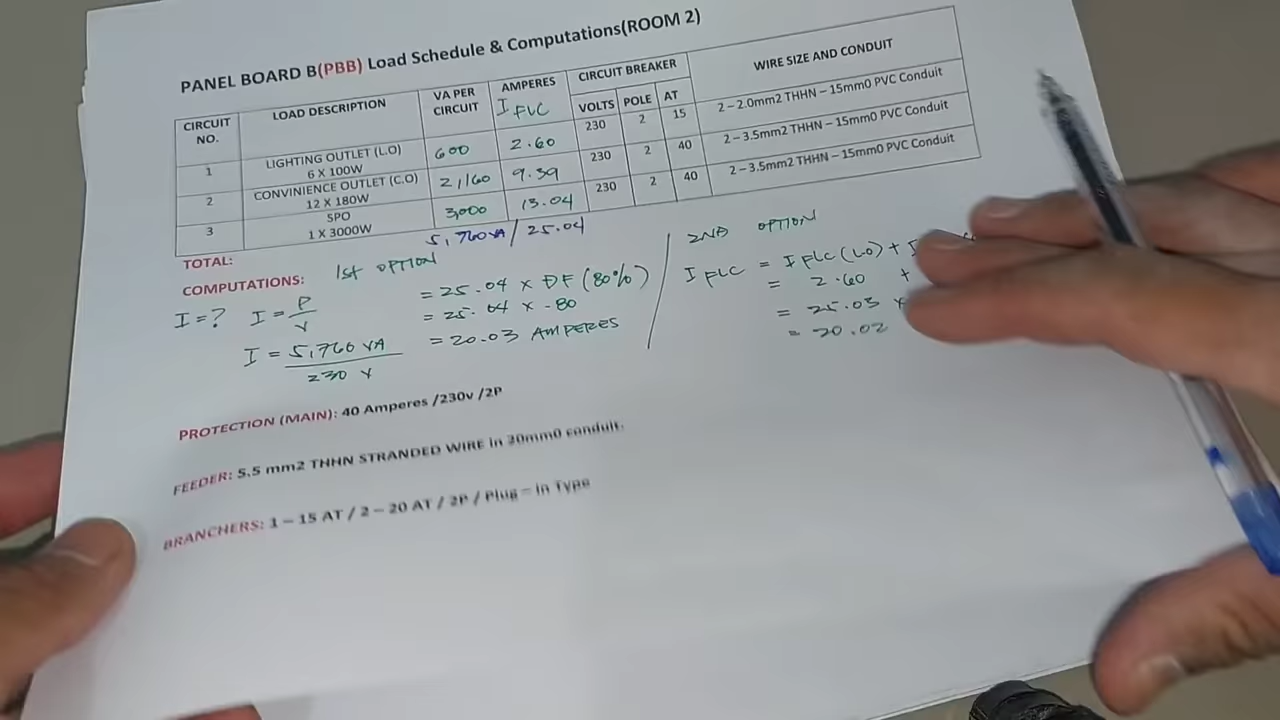 PANEL BOARD B(PBB) Load Schedule & Computations(ROOM 2)
CIRCUIT NO.
LOAD DESCRIPTION
VA PER CIRCUIT
AMPERES
I FLC
CIRCUIT BREAKER
VOLTS POLE AT
WIRE SIZE AND CONDUIT
1 LIGHTING OUTLET (L.O) 6 X 100W 600 2.60 230 2 15 2 – 2.0mm2 THHN – 15mm0 PVC Conduit
2 CONVINIENCE OUTLET (C.O) 12 X 180W 2,160 9.39 230 2 40 2 – 3.5mm2 THHN – 15mm0 PVC Conduit
3 SPO 1 X 3000W 3,000 13.04 230 2 40 2 – 3.5mm2 THHN – 15mm0 PVC Conduit
TOTAL: 5,760VA / 25.04
COMPUTATIONS: 1st OPTION
I = ? I = P/V
I = 5,760 VA / 230 V
= 25.04 x DF (80%)
= 25.04 x .80
= 20.03 AMPERES
2ND OPTION
I FLC = I FLC (LO) + I
= 2.60 +
= 25.03 x
= 20.02
PROTECTION (MAIN): 40 Amperes /230v /2P
FEEDER: 5.5 mm2 THHN STRANDED WIRE in 20mm0 conduit.
BRANCHERS: 1 – 15 AT / 2 – 20 AT / 2P / Plug – in Type